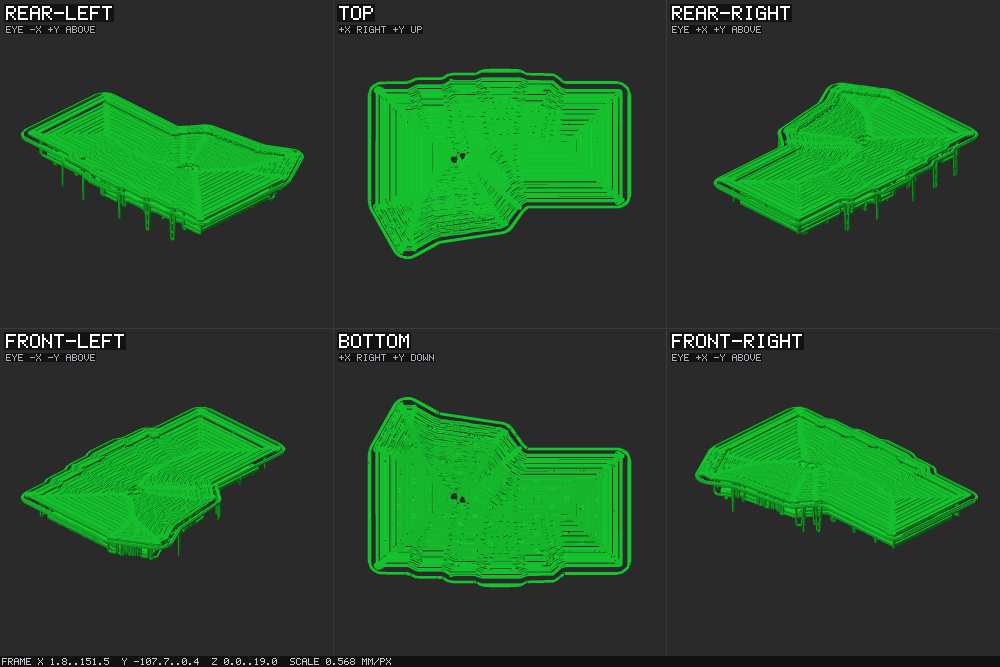 REAR-LEFT
EYE -X +Y ABOVE
TOP
+X RIGHT +Y UP
REAR-RIGHT
EYE +X +Y ABOVE
FRONT-LEFT
EYE -X -Y ABOVE
BOTTOM
+X RIGHT +Y DOWN
FRONT-RIGHT
EYE +X -Y ABOVE
FRAME X 1.8..151.5 Y -107.7..0.4 Z 0.0..19.0 SCALE 0.568 MM/PX